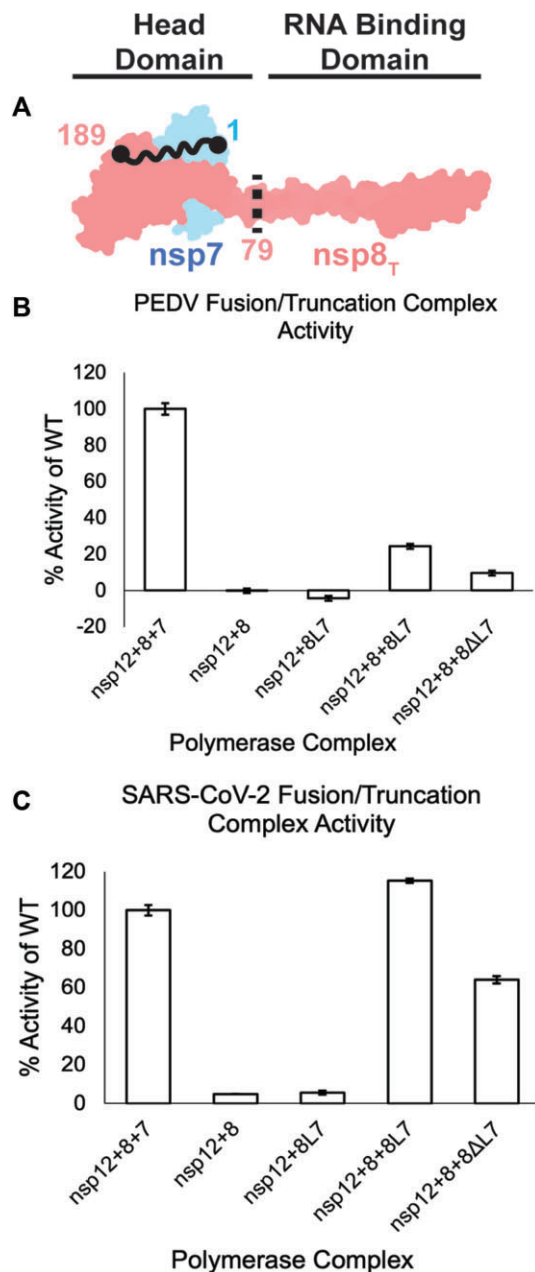 Head Domain
RNA Binding Domain
A
189
1
nsp7
79
nsp8T
B
PEDV Fusion/Truncation Complex
Activity
% Activity of WT
120
100
80
60
40
20
0
-20
nsp12+8+7
nsp12+8
nsp12+8L7
nsp12+8+8L7
nsp12+8+8ΔL7
Polymerase Complex
C
SARS-CoV-2 Fusion/Truncation
Complex Activity
% Activity of WT
120
100
80
60
40
20
0
nsp12+8+7
nsp12+8
nsp12+8L7
nsp12+8+8L7
nsp12+8+8ΔL7
Polymerase Complex